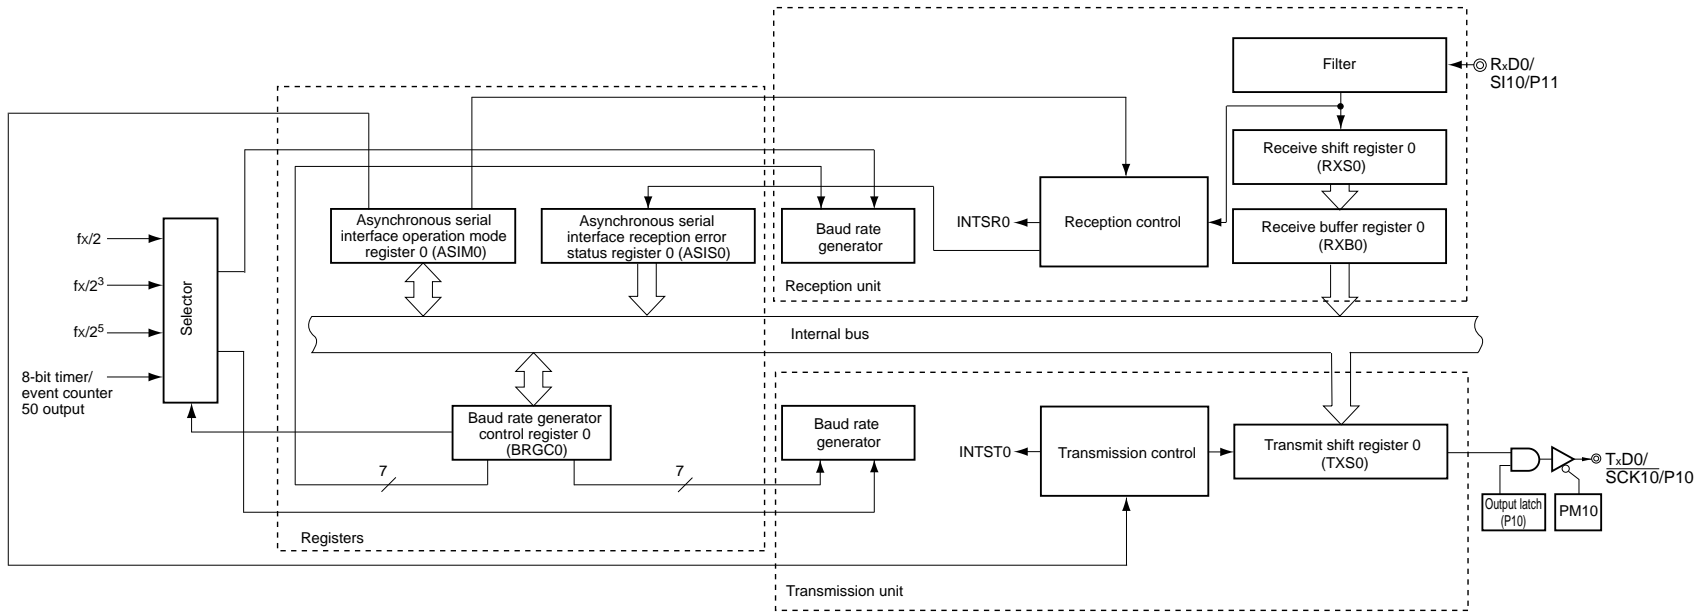 Filter
RxD0/
SI10/P11
Receive shift register 0
(RXS0)
Asynchronous serial
interface operation mode
register 0 (ASIM0)
Asynchronous serial
interface reception error
status register 0 (ASIS0)
Baud rate
generator
INTSR0
Reception control
Receive buffer register 0
(RXB0)
Reception unit
fX/2
fX/2³
fX/2⁵
8-bit timer/
event counter
50 output
Selector
Internal bus
Baud rate generator
control register 0
(BRGC0)
7
7
Registers
Baud rate
generator
INTST0
Transmission control
Transmit shift register 0
(TXS0)
TxD0/
SCK10/P10
Output latch
(P10)
PM10
Transmission unit